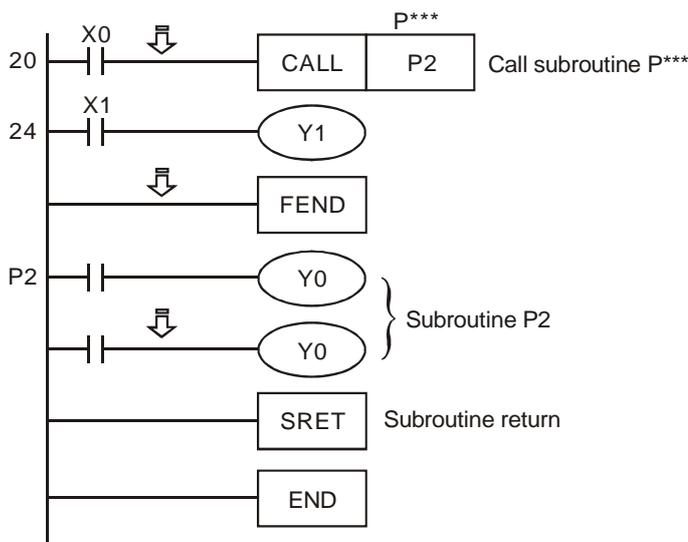 P***
X0
20 CALL P2 Call subroutine P***
X1
24 Y1
FEND
P2 Y0
Subroutine P2
Y0
SRET Subroutine return
END